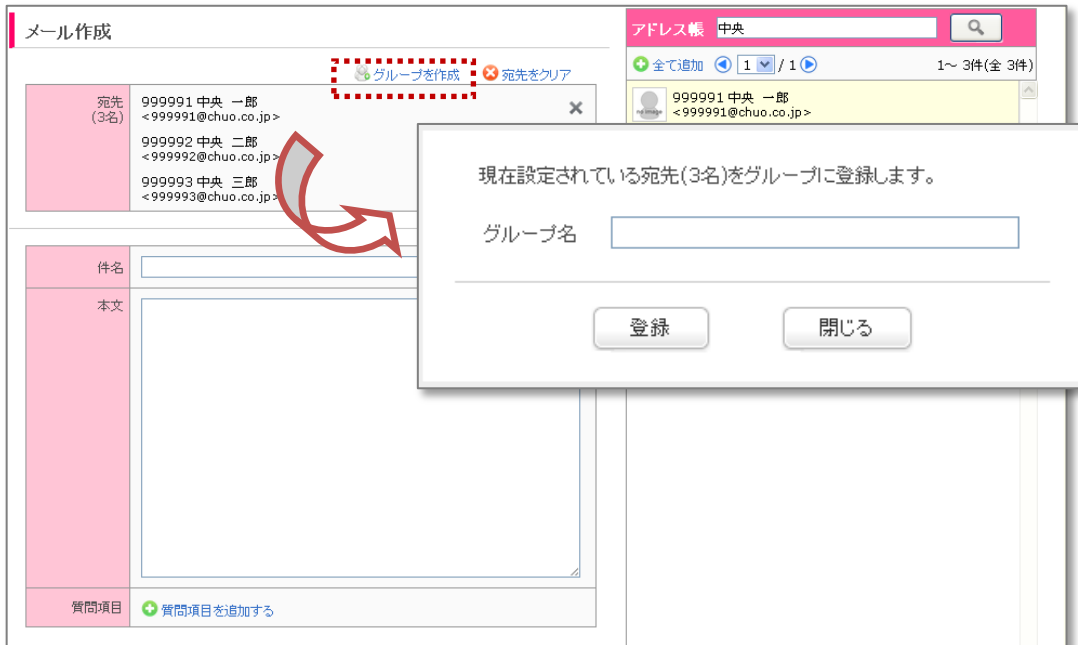 メール作成
グループを作成 宛先をクリア
宛先
(3名)
999991 中央 一郎
<999991@chuo.co.jp>
999992 中央 二郎
<999992@chuo.co.jp>
999993 中央 三郎
<999993@chuo.co.jp>
件名
本文
質問項目
質問項目を追加する
アドレス帳 中央
全て追加 1 / 1 1～ 3件(全 3件)
no image
999991 中央 一郎
<999991@chuo.co.jp>
現在設定されている宛先(3名)をグループに登録します。
グループ名
登録 閉じる